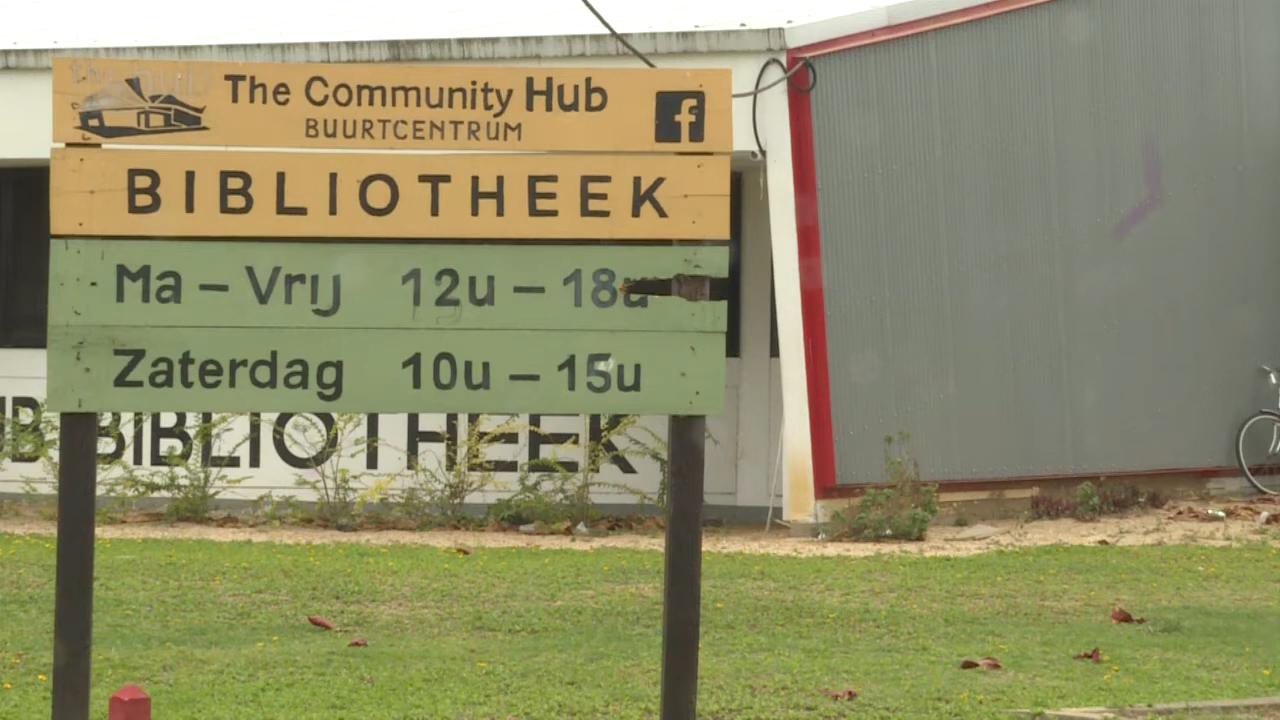 The Community Hub
BUURTCENTRUM
BIBLIOTHEEK
Ma – Vrij 12u – 18u
Zaterdag 10u – 15u
BIBLIOTHEEK